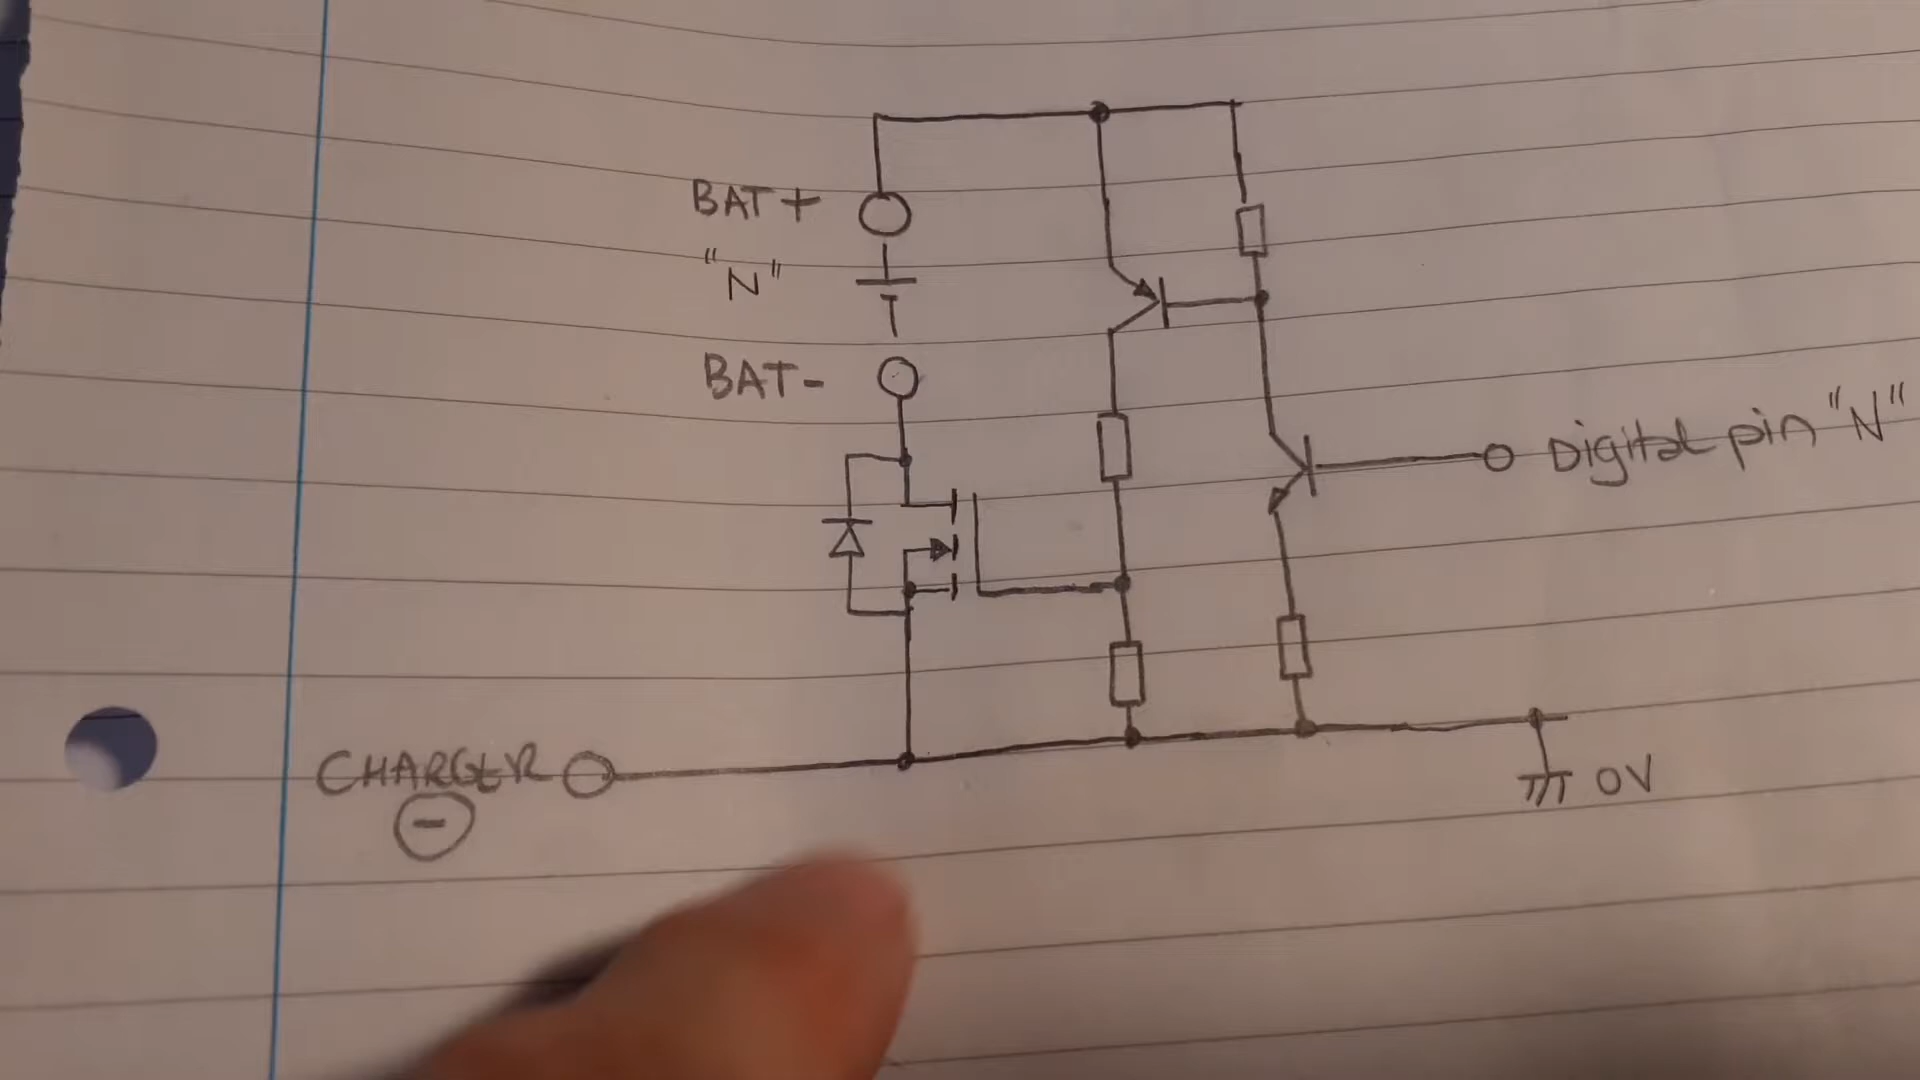 BAT +
"N"
BAT-
Digital pin "N"
CHARGER
-
0V